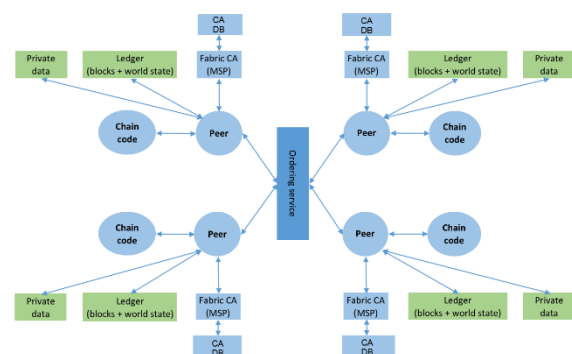 CA
DB
CA
DB
Private
data
Ledger
(blocks + world state)
Fabric CA
(MSP)
Fabric CA
(MSP)
Ledger
(blocks + world state)
Private
data
Chain
code
Peer
Peer
Chain
code
Ordering service
Chain
code
Peer
Peer
Chain
code
Private
data
Ledger
(blocks + world state)
Fabric CA
(MSP)
Fabric CA
(MSP)
Ledger
(blocks + world state)
Private
data
CA
DB
CA
DB